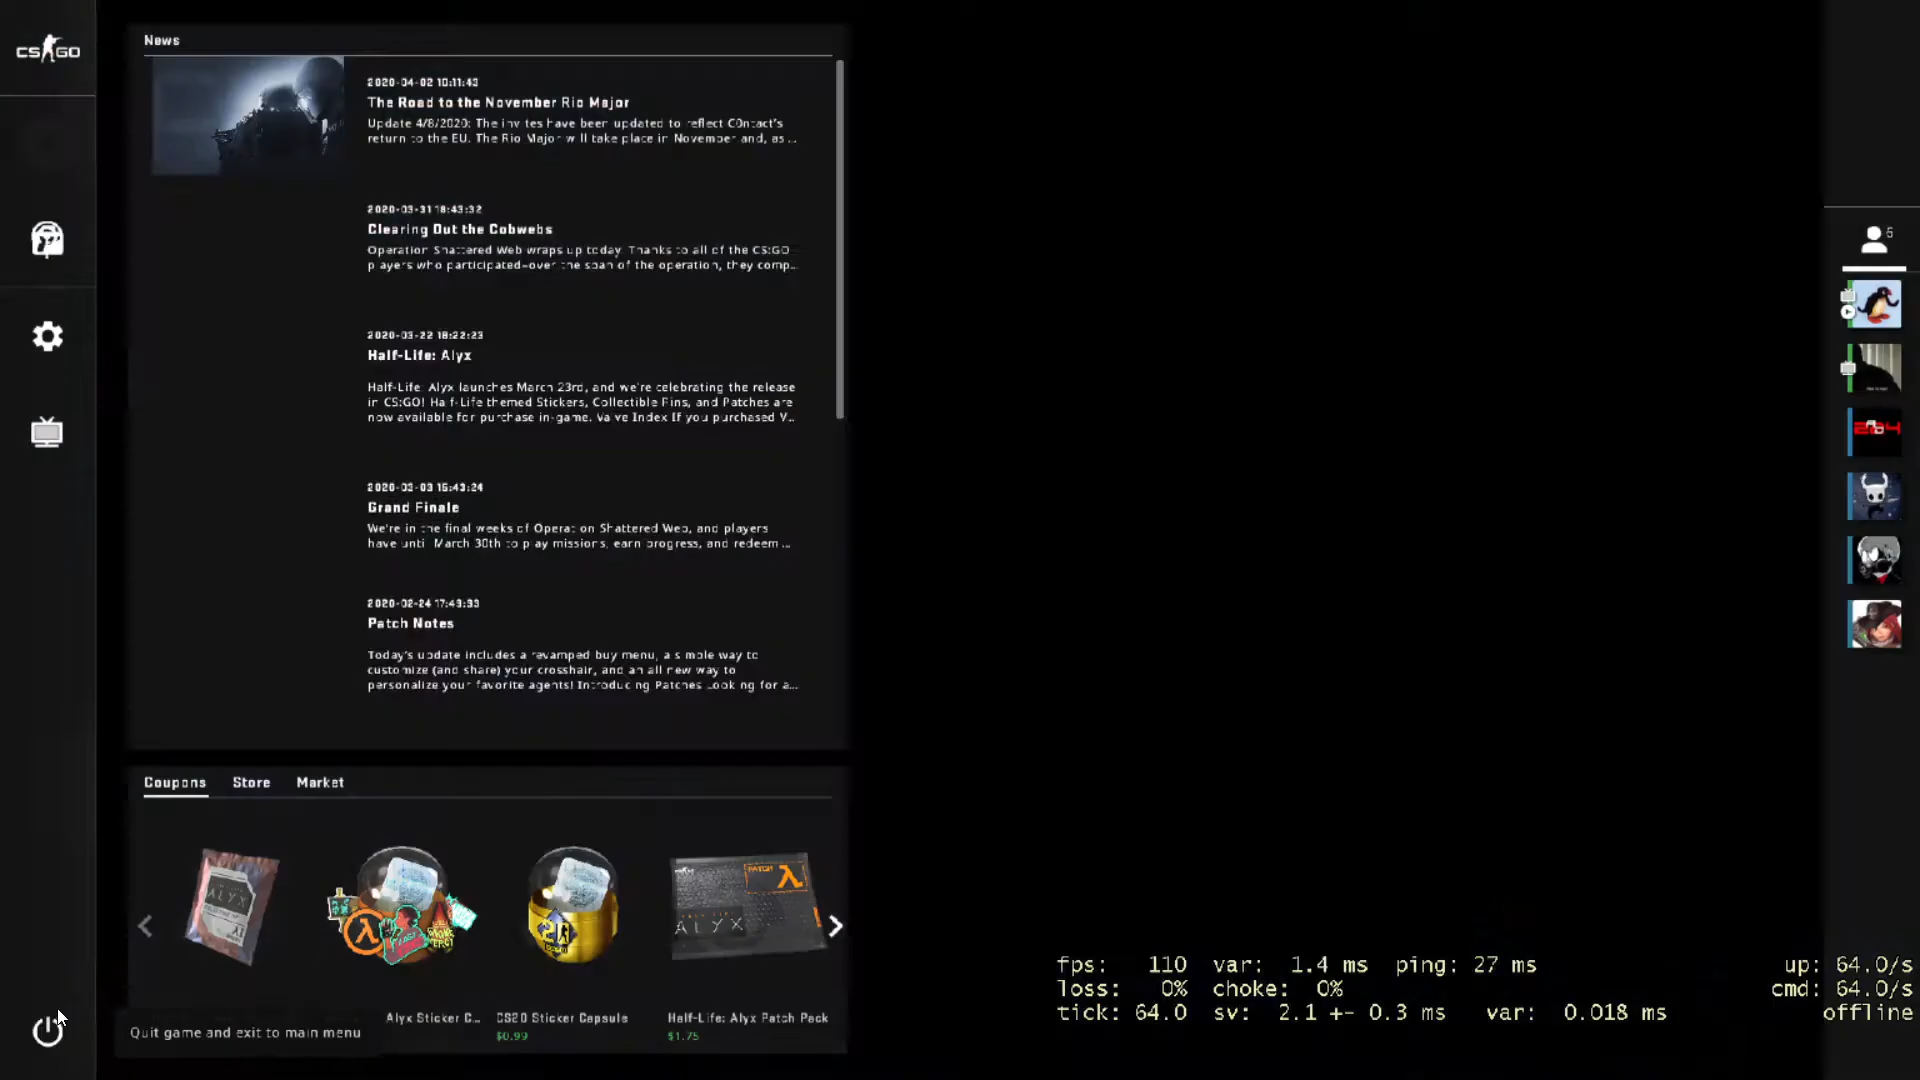 CS GO
News
2020-04-02 10:11:43
The Road to the November Rio Major
Update 4/8/2020: The invites have been updated to reflect C0ntact's
return to the EU. The Rio Major will take place in November and, as ...
2020-03-31 18:43:32
Clearing Out the Cobwebs
Operation Shattered Web wraps up today. Thanks to all of the CS:GO
players who participated–over the span of the operation, they comp...
2020-03-22 18:22:23
Half-Life: Alyx
Half-Life: Alyx launches March 23rd, and we're celebrating the release
in CS:GO! Half-Life themed Stickers, Collectible Pins, and Patches are
now available for purchase in-game. Valve Index If you purchased V...
2020-03-03 15:43:24
Grand Finale
We're in the final weeks of Operation Shattered Web, and players
have until March 30th to play missions, earn progress, and redeem ...
2020-02-24 17:43:33
Patch Notes
Today's update includes a revamped buy menu, a simple way to
customize (and share) your crosshair, and an all new way to
personalize your favorite agents! Introducing Patches Looking for a...
Coupons Store Market
ALYX
PATCH
ALYX
Alyx Sticker C... CS20 Sticker Capsule Half-Life: Alyx Patch Pack
$0.99 $1.75
Quit game and exit to main menu
6
fps: 110 var: 1.4 ms ping: 27 ms up: 64.0/s
loss: 0% choke: 0% cmd: 64.0/s
tick: 64.0 sv: 2.1 +- 0.3 ms var: 0.018 ms offline